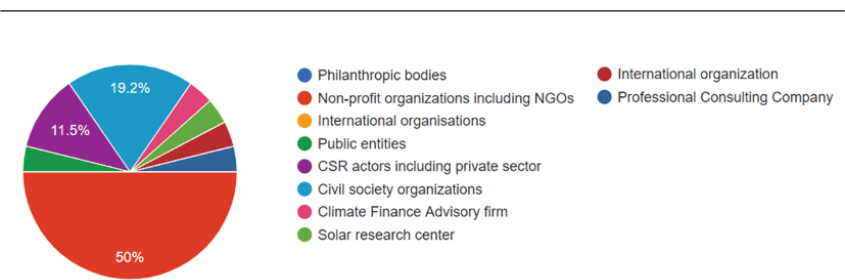 19.2%
11.5%
50%
Philanthropic bodies
Non-profit organizations including NGOs
International organisations
Public entities
CSR actors including private sector
Civil society organizations
Climate Finance Advisory firm
Solar research center
International organization
Professional Consulting Company